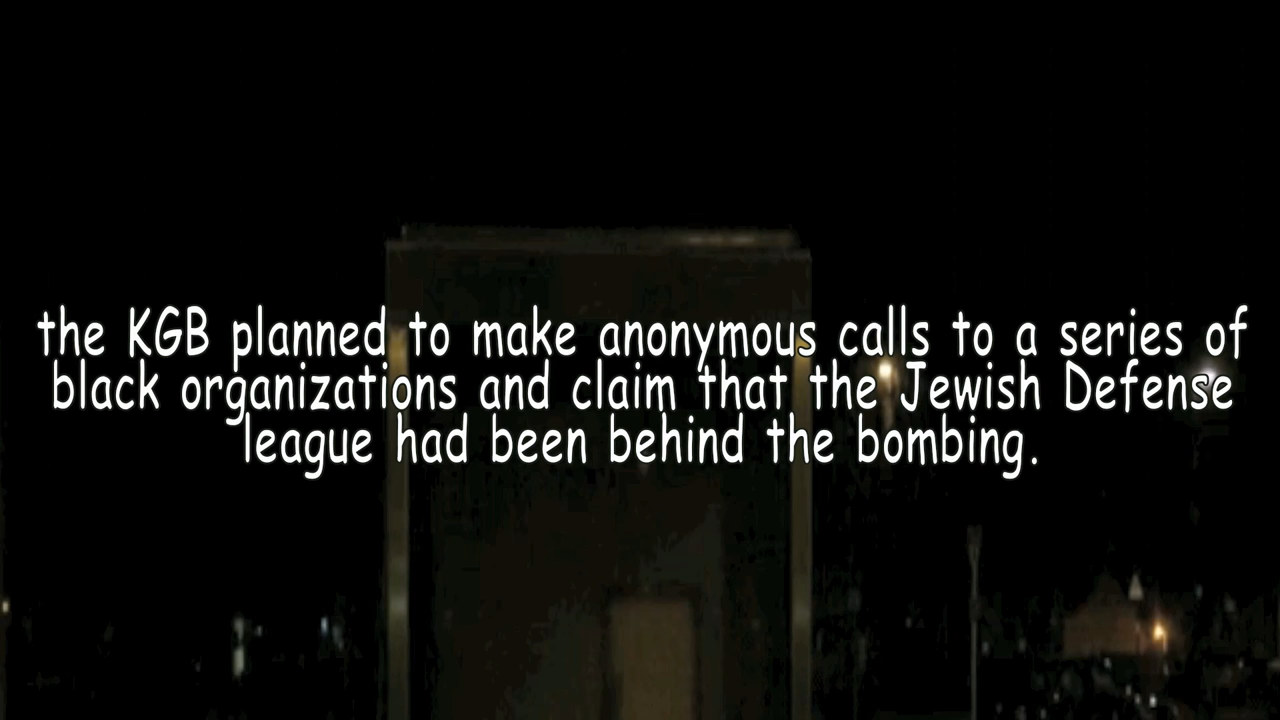 the KGB planned to make anonymous calls to a series of
black organizations and claim that the Jewish Defense
league had been behind the bombing.